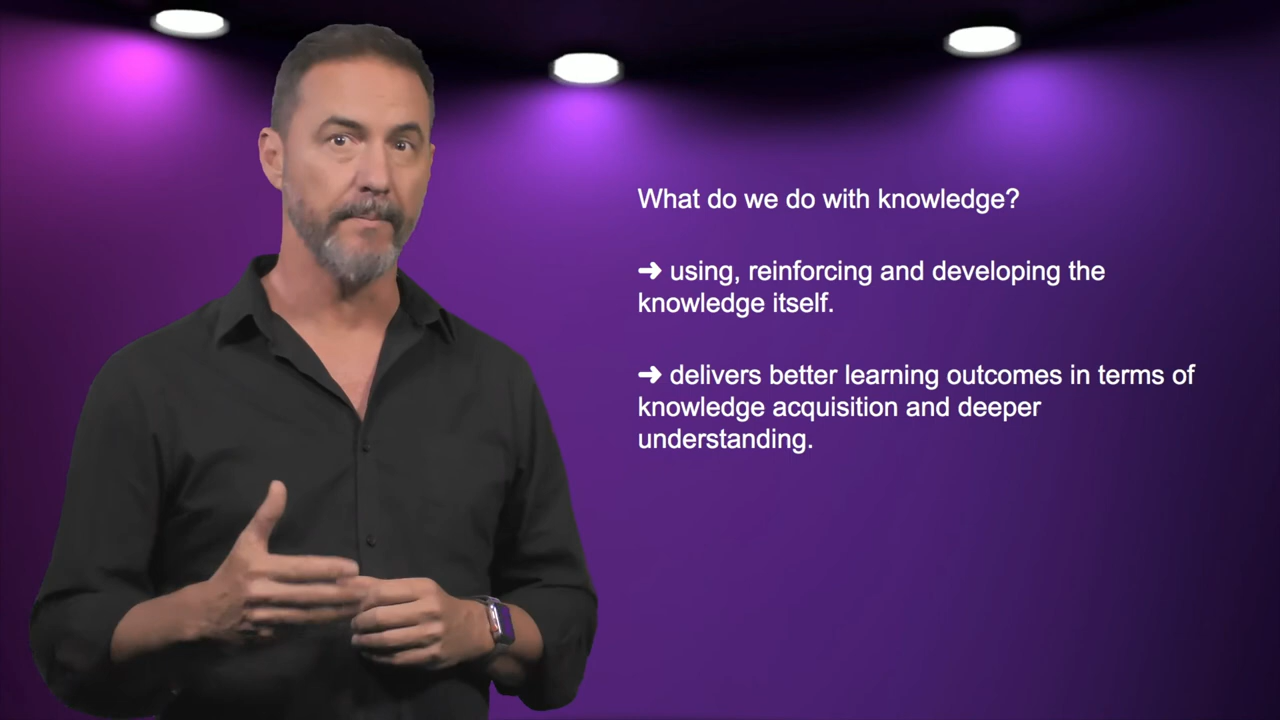 What do we do with knowledge?
➜ using, reinforcing and developing the
knowledge itself.
➜ delivers better learning outcomes in terms of
knowledge acquisition and deeper
understanding.